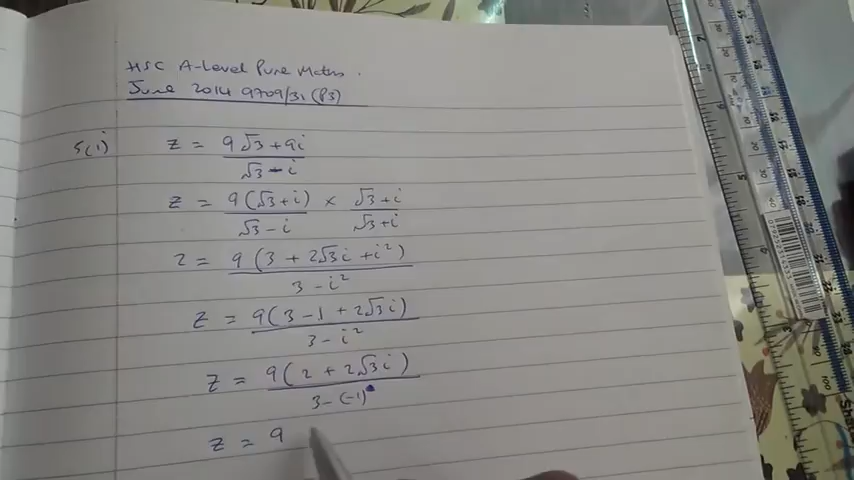 HSC A-Level Pure Maths.
June 2014 9709/31 (P3)
5(i) z = 9√3+9i / √3-i
z = 9(√3+i) / √3-i × √3+i / √3+i
z = 9(3 + 2√3i + i²) / 3-i²
z = 9(3-1 + 2√3i) / 3-i²
z = 9(2 + 2√3i) / 3-(-1)
z = 9